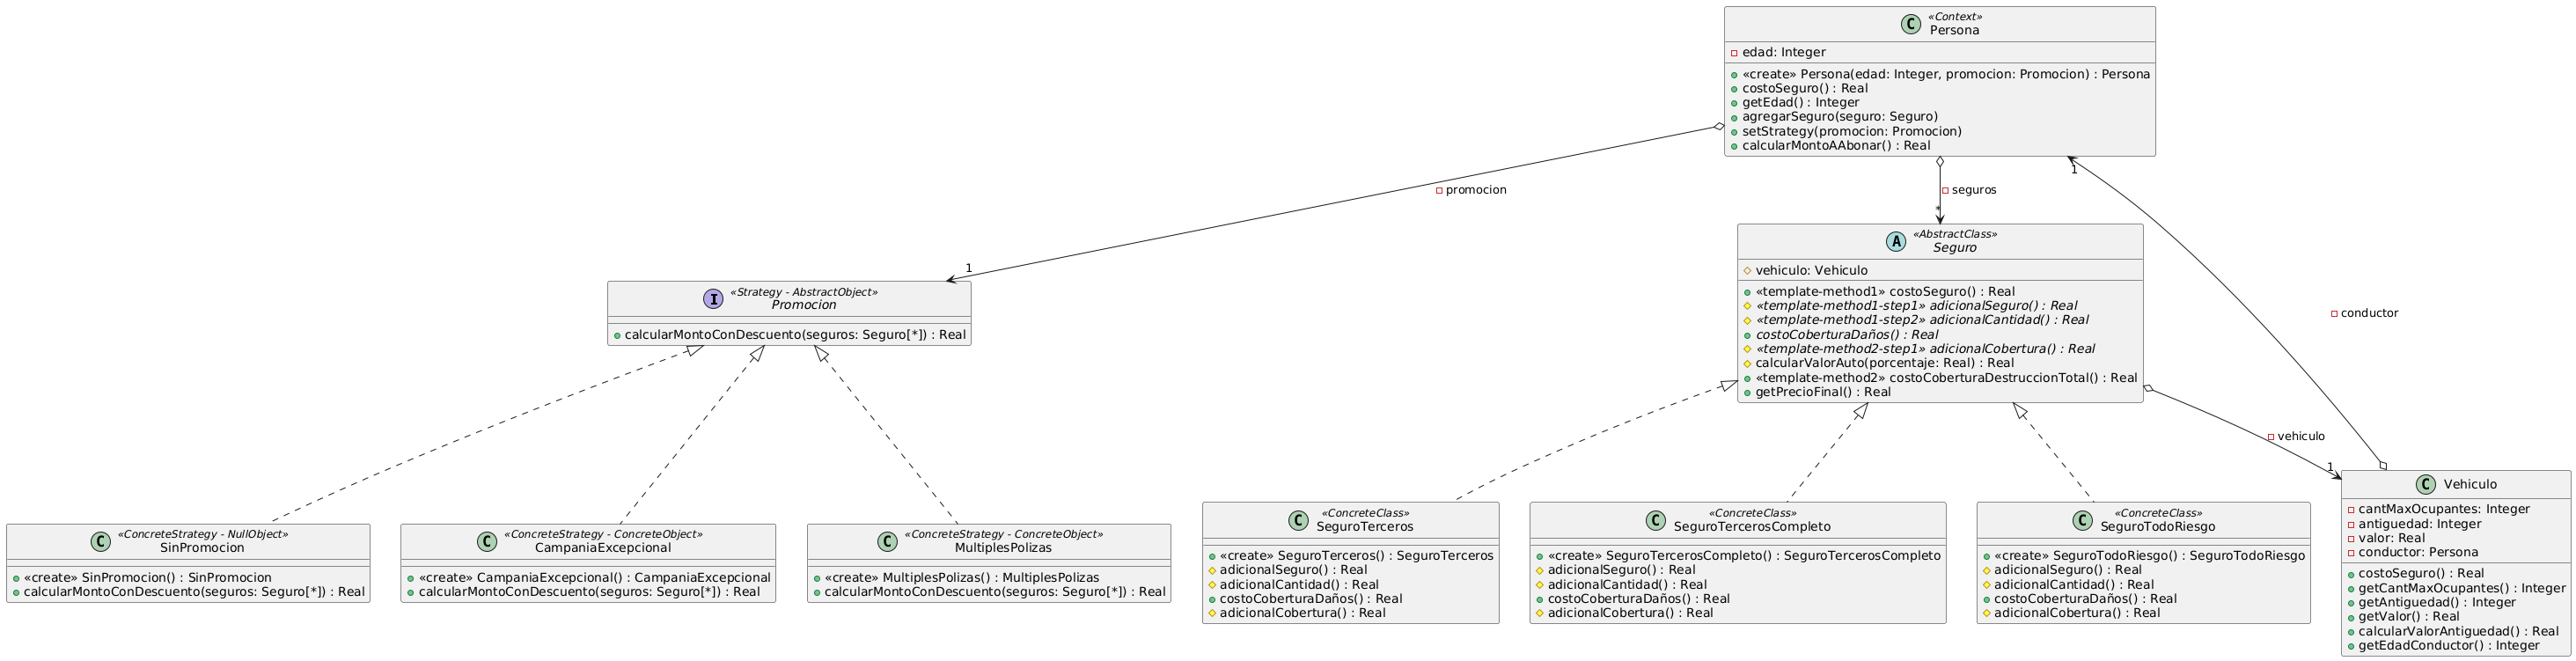 C
«Context»
Persona
edad: Integer
«create» Persona(edad: Integer, promocion: Promocion) : Persona
costoSeguro() : Real
getEdad() : Integer
agregarSeguro(seguro: Seguro)
setStrategy(promocion: Promocion)
calcularMontoAAbonar() : Real
1
promocion
seguros
*
1
conductor
A
«AbstractClass»
Seguro
vehiculo: Vehiculo
«template-method1» costoSeguro() : Real
«template-method1-step1» adicionalSeguro() : Real
«template-method1-step2» adicionalCantidad() : Real
costoCoberturaDaños() : Real
«template-method2-step1» adicionalCobertura() : Real
calcularValorAuto(porcentaje: Real) : Real
«template-method2» costoCoberturaDestruccionTotal() : Real
getPrecioFinal() : Real
I
«Strategy - AbstractObject»
Promocion
calcularMontoConDescuento(seguros: Seguro[*]) : Real
vehiculo
1
C
«ConcreteStrategy - NullObject»
SinPromocion
«create» SinPromocion() : SinPromocion
calcularMontoConDescuento(seguros: Seguro[*]) : Real
C
«ConcreteStrategy - ConcreteObject»
CampaniaExcepcional
«create» CampaniaExcepcional() : CampaniaExcepcional
calcularMontoConDescuento(seguros: Seguro[*]) : Real
C
«ConcreteStrategy - ConcreteObject»
MultiplesPolizas
«create» MultiplesPolizas() : MultiplesPolizas
calcularMontoConDescuento(seguros: Seguro[*]) : Real
C
«ConcreteClass»
SeguroTerceros
«create» SeguroTerceros() : SeguroTerceros
adicionalSeguro() : Real
adicionalCantidad() : Real
costoCoberturaDaños() : Real
adicionalCobertura() : Real
C
«ConcreteClass»
SeguroTercerosCompleto
«create» SeguroTercerosCompleto() : SeguroTercerosCompleto
adicionalSeguro() : Real
adicionalCantidad() : Real
costoCoberturaDaños() : Real
adicionalCobertura() : Real
C
«ConcreteClass»
SeguroTodoRiesgo
«create» SeguroTodoRiesgo() : SeguroTodoRiesgo
adicionalSeguro() : Real
adicionalCantidad() : Real
costoCoberturaDaños() : Real
adicionalCobertura() : Real
C
Vehiculo
cantMaxOcupantes: Integer
antiguedad: Integer
valor: Real
conductor: Persona
costoSeguro() : Real
getCantMaxOcupantes() : Integer
getAntiguedad() : Integer
getValor() : Real
calcularValorAntiguedad() : Real
getEdadConductor() : Integer